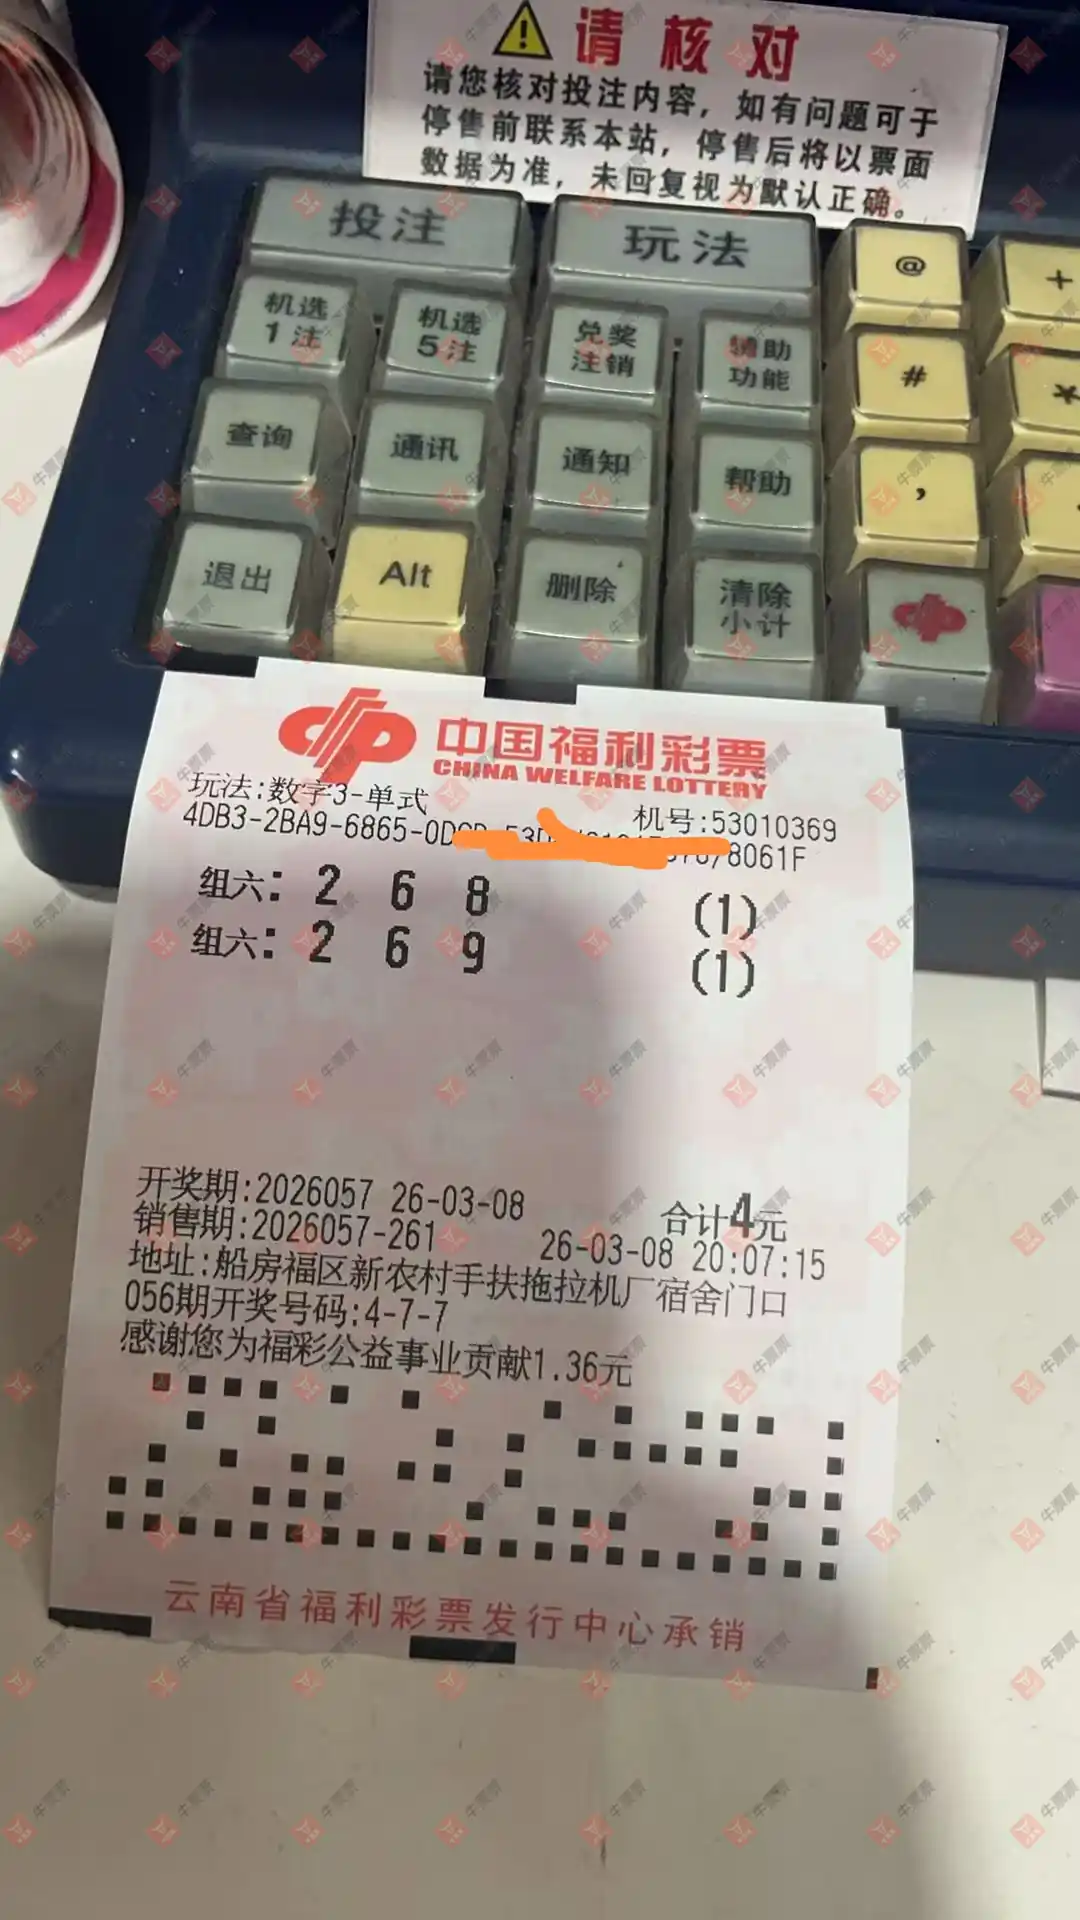 请核对
请您核对投注内容，如有问题可于
停售前联系本站，停售后将以票面
数据为准，未回复视为默认正确。
投注 玩法 @ +
机选1注 机选5注 兑奖注销 辅助功能 # *
查询 通讯 通知 帮助 ,
退出 Alt 删除 清除小计
中国福利彩票
CHINA WELFARE LOTTERY
玩法:数字3-单式 机号:53010369
4DB3-2BA9-6865-0D 8061F
组六: 2 6 8 (1)
组六: 2 6 9 (1)
开奖期:2026057 26-03-08 合计4元
销售期:2026057-261 26-03-08 20:07:15
地址:船房福区新农村手扶拖拉机厂宿舍门口
056期开奖号码:4-7-7
感谢您为福彩公益事业贡献1.36元
云南省福利彩票发行中心承销
牛票票